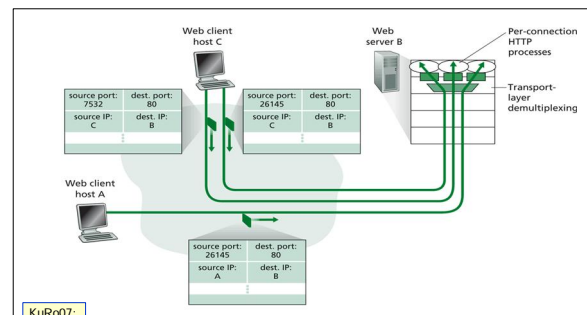 Web client
host C
Web
server B
Per-connection
HTTP
processes
Transport-
layer
demultiplexing
source port:
7532
dest. port:
80
source IP:
C
dest. IP:
B
source port:
26145
dest. port:
80
source IP:
C
dest. IP:
B
Web client
host A
source port:
26145
dest. port:
80
source IP:
A
dest. IP:
B
KuRo07: